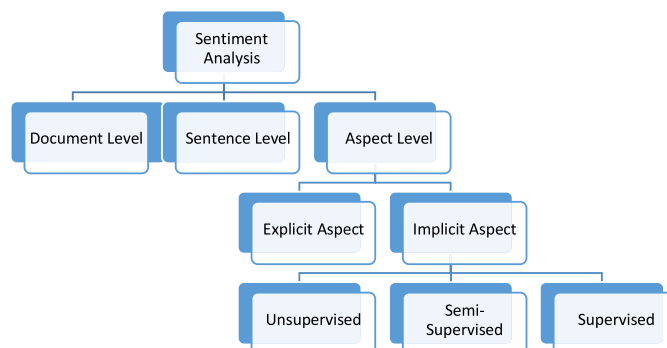 Sentiment
Analysis
Document Level
Sentence Level
Aspect Level
Explicit Aspect
Implicit Aspect
Unsupervised
Semi-
Supervised
Supervised